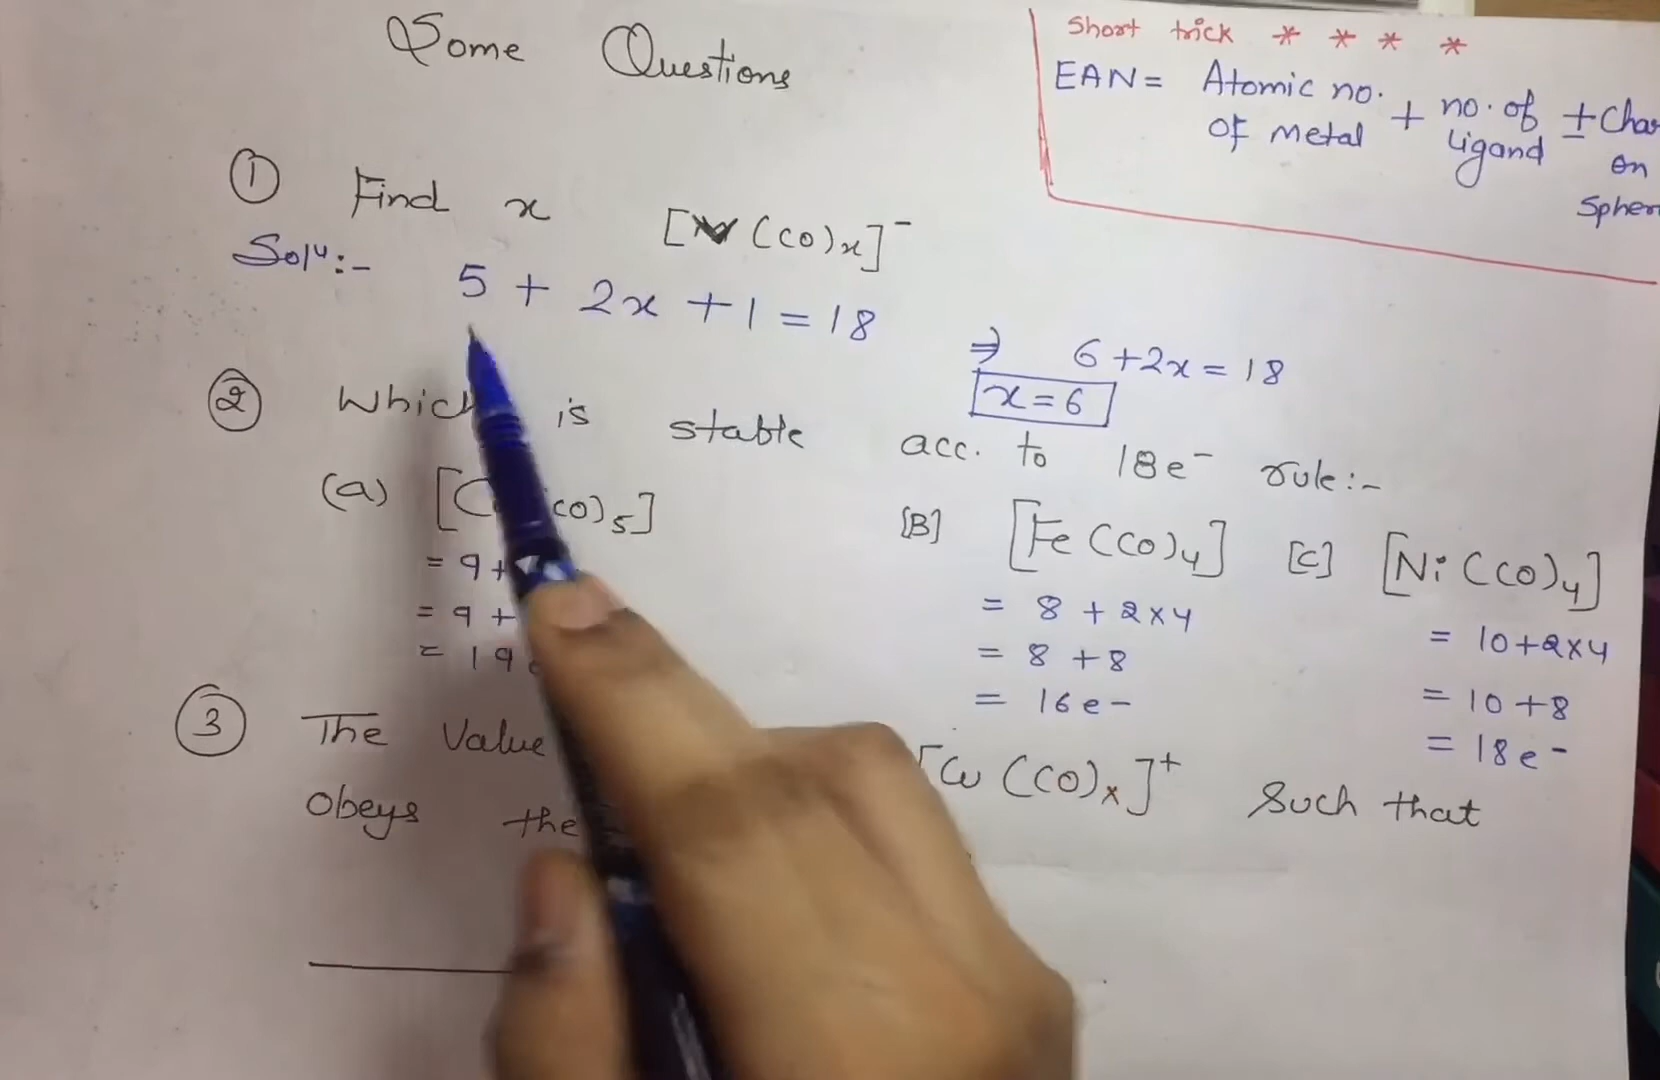 Some Questions
Short trick * * * *
EAN = Atomic no. of metal + no. of ligand ± on
① Find x [V(CO)x]⁻
Solⁿ:- 5 + 2x + 1 = 18
⇒ 6 + 2x = 18
x = 6
② Which is stable acc. to 18e⁻ rule:-
(a) [ CO)5] [B] [Fe(CO)4] [C] [Ni(CO)4]
= 9+
= 9 +
= 19
= 8 + 2×4
= 8 + 8
= 16e-
= 10+2×4
= 10+8
= 18e-
③ The Value [Cu(CO)x]⁺ Such that
obeys the